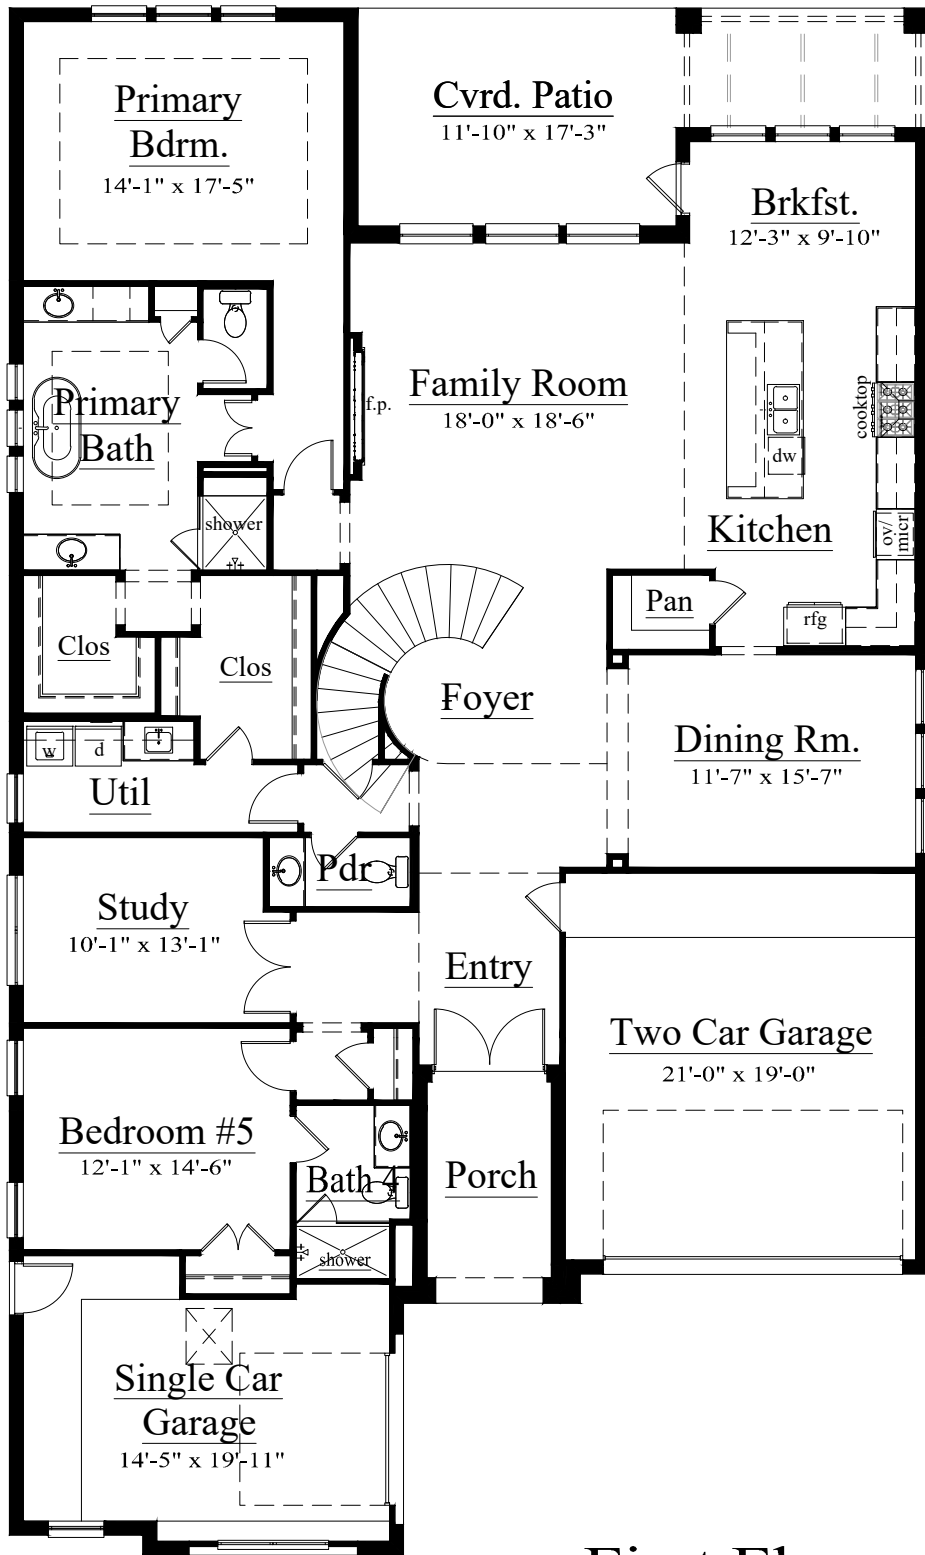 Primary
Bdrm.
14'-1" x 17'-5"
Cvrd. Patio
11'-10" x 17'-3"
Brkfst.
12'-3" x 9'-10"
Primary
Bath
f.p.
Family Room
18'-0" x 18'-6"
cooktop
dw
shower
Kitchen
ov/
micr
Pan
rfg
Clos
Clos
Foyer
Dining Rm.
11'-7" x 15'-7"
w
d
Util
Pdr
Study
10'-1" x 13'-1"
Entry
Two Car Garage
21'-0" x 19'-0"
Bedroom #5
12'-1" x 14'-6"
Bath 4
Porch
shower
Single Car
Garage
14'-5" x 19'-11"